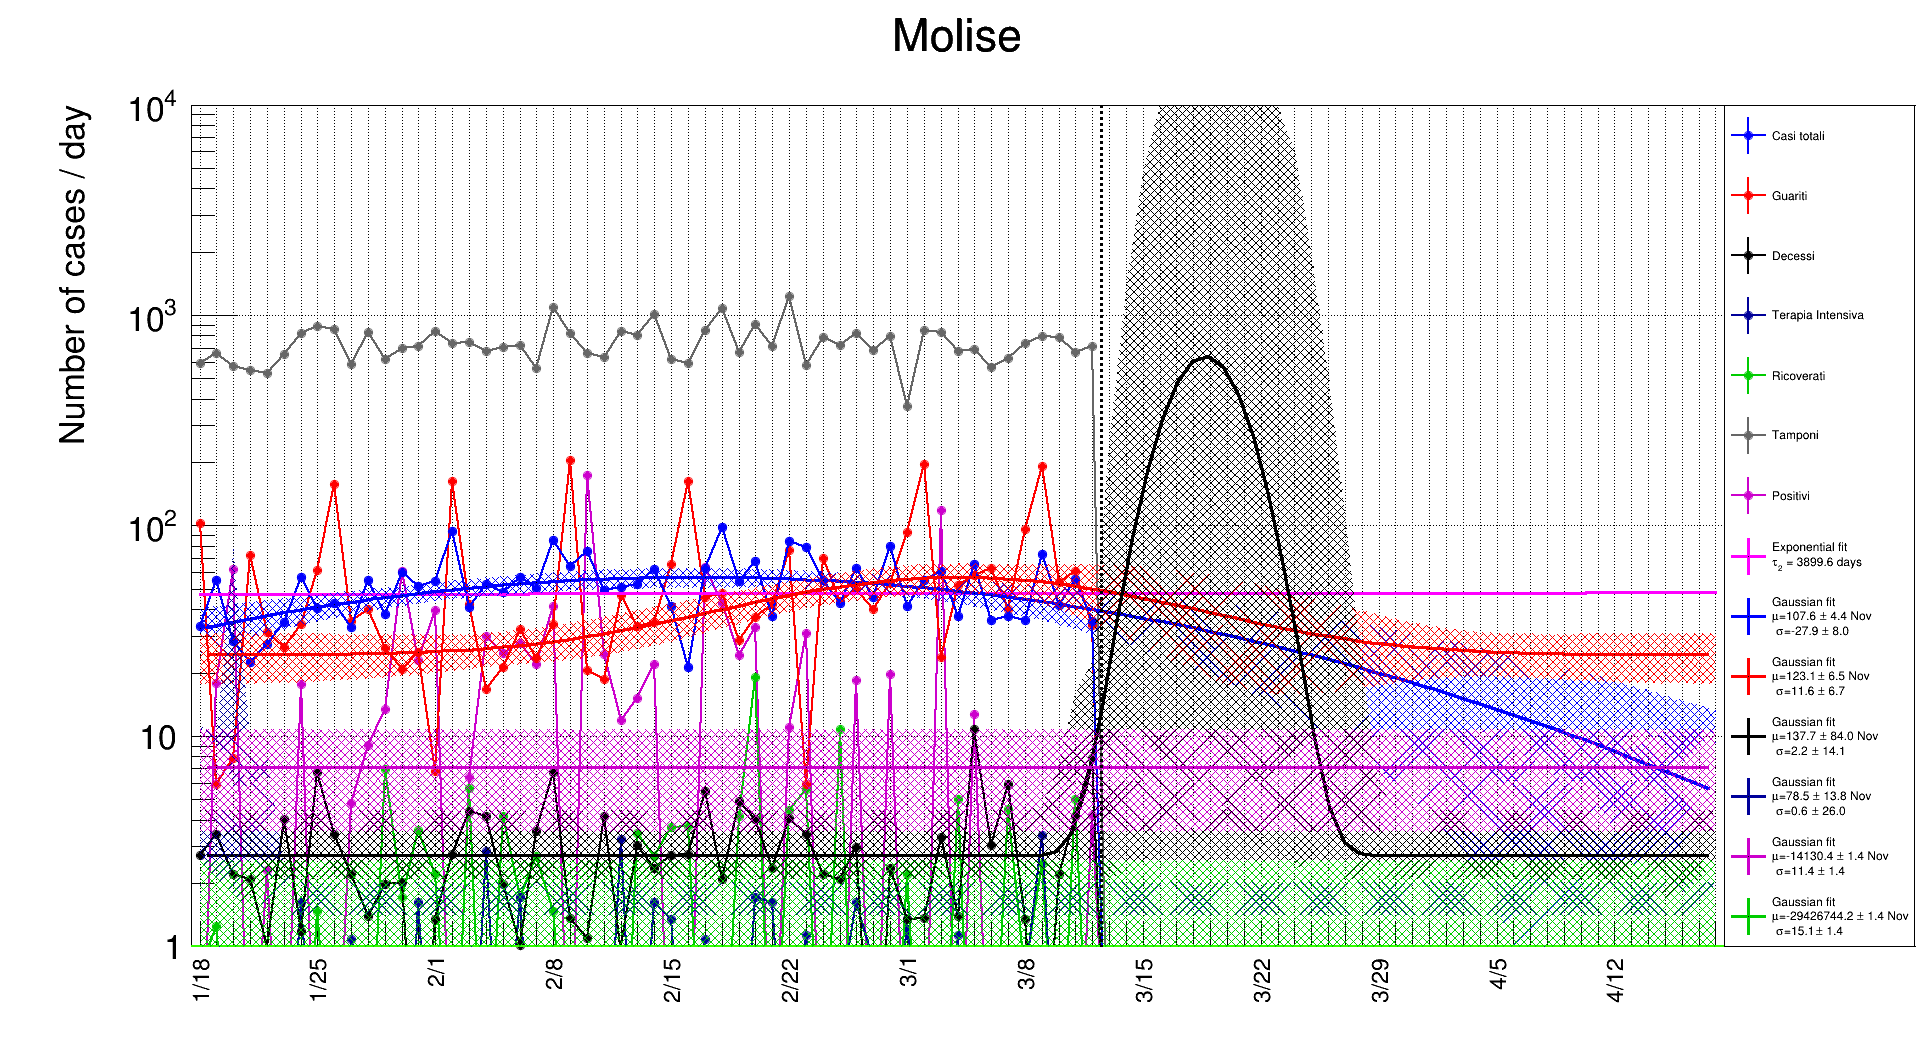 Molise
Number of cases / day
10⁴
10³
10²
10
1
1/18
1/25
2/1
2/8
2/15
2/22
3/1
3/8
3/15
3/22
3/29
4/5
4/12
Casi totali
Guariti
Decessi
Terapia Intensiva
Ricoverati
Tamponi
Positivi
Exponential fit
τ₂ = 3899.6 days
Gaussian fit
μ=107.6 ± 4.4 Nov
σ=-27.9 ± 8.0
Gaussian fit
μ=123.1 ± 6.5 Nov
σ=11.6 ± 6.7
Gaussian fit
μ=137.7 ± 84.0 Nov
σ=2.2 ± 14.1
Gaussian fit
μ=78.5 ± 13.8 Nov
σ=0.6 ± 26.0
Gaussian fit
μ=-14130.4 ± 1.4 Nov
σ=11.4 ± 1.4
Gaussian fit
μ=-29426744.2 ± 1.4 Nov
σ=15.1 ± 1.4